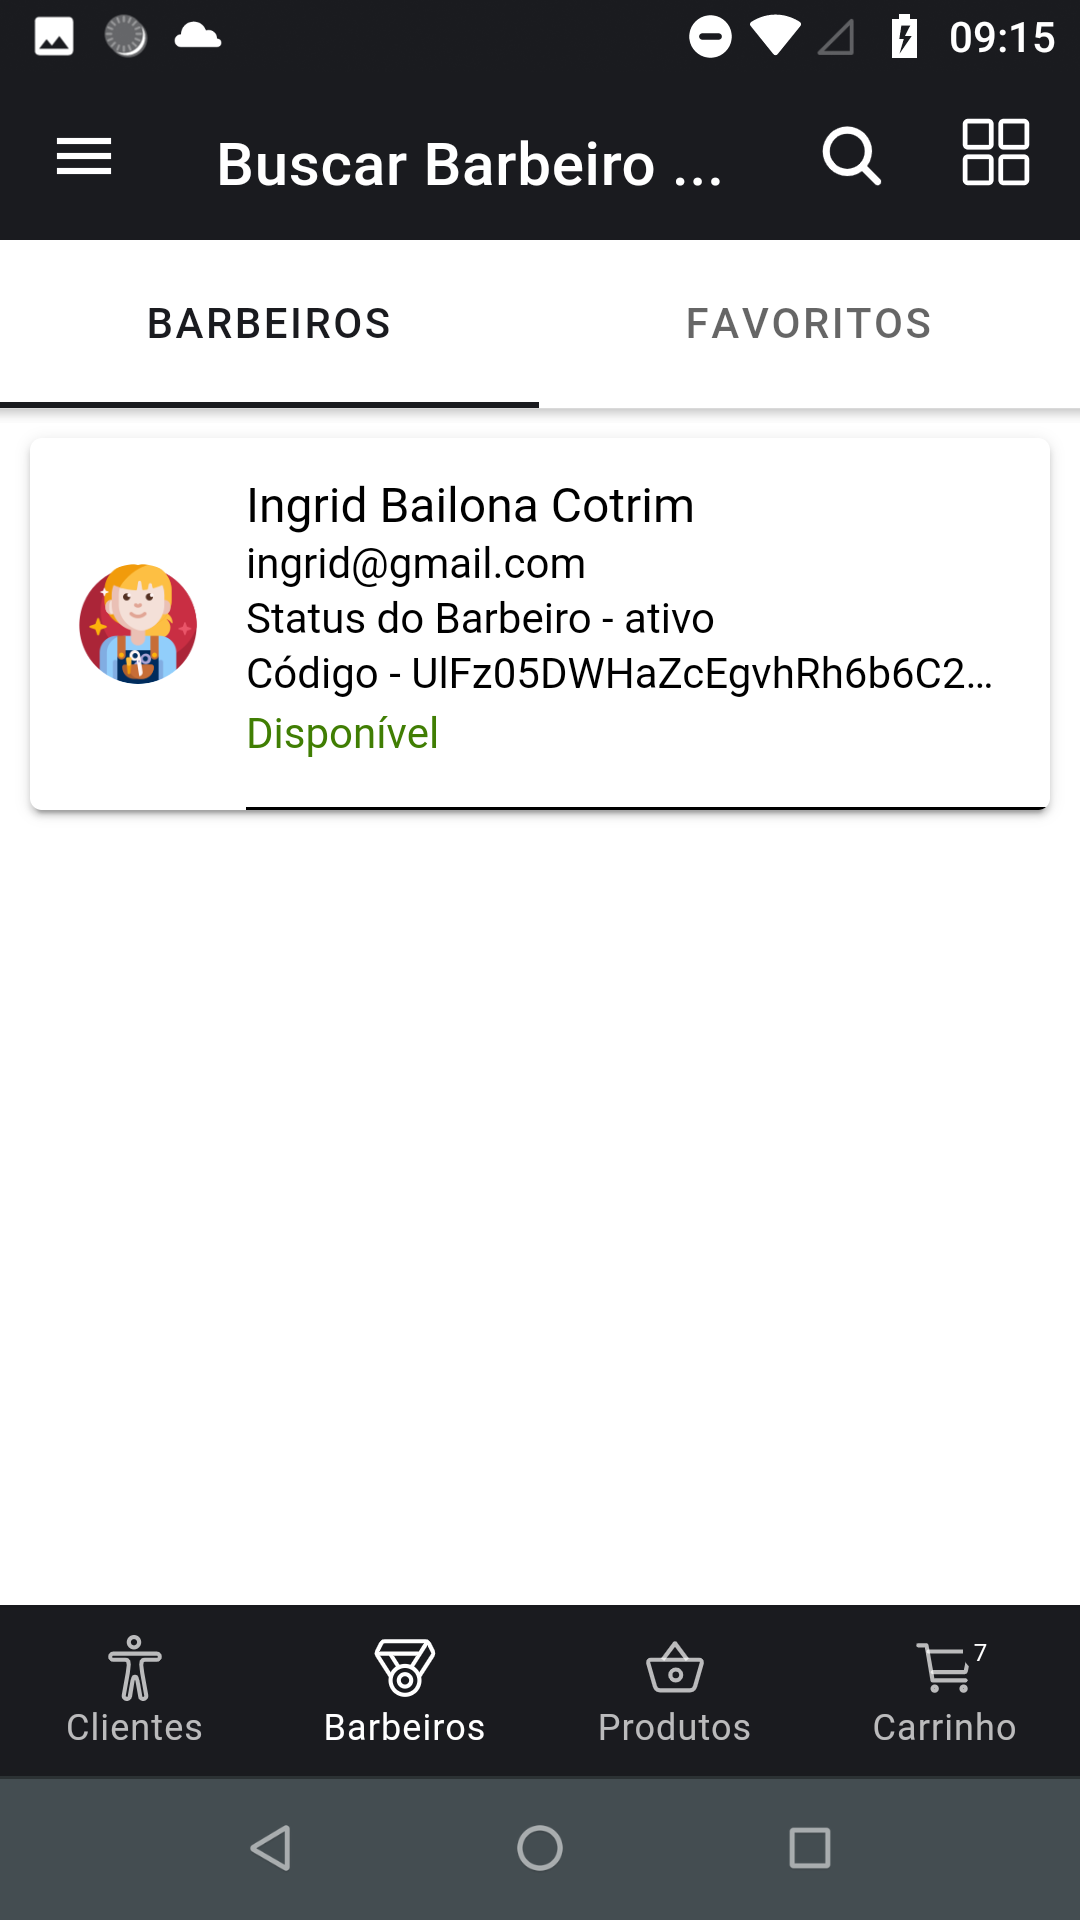 09:15
Buscar Barbeiro ...
BARBEIROS
FAVORITOS
Ingrid Bailona Cotrim
ingrid@gmail.com
Status do Barbeiro - ativo
Código - UlFz05DWHaZcEgvhRh6b6C2...
Disponível
7
Clientes
Barbeiros
Produtos
Carrinho